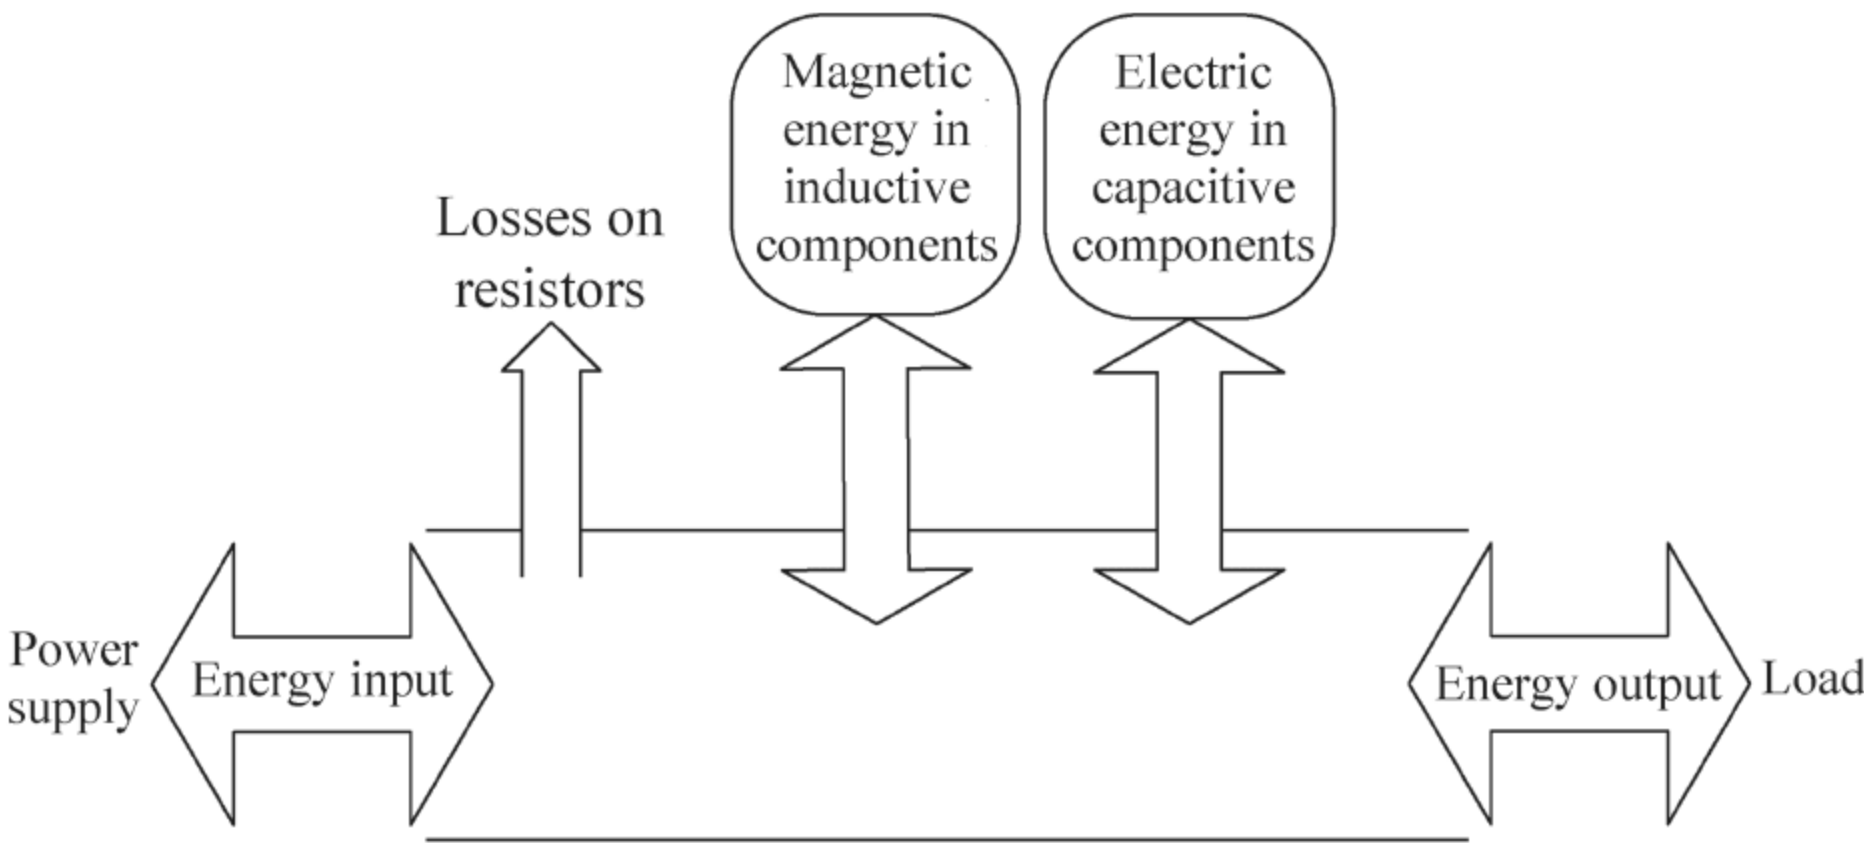 Magnetic
energy in
inductive
components
Electric
energy in
capacitive
components
Losses on
resistors
Power
supply
Energy input
Energy output
Load